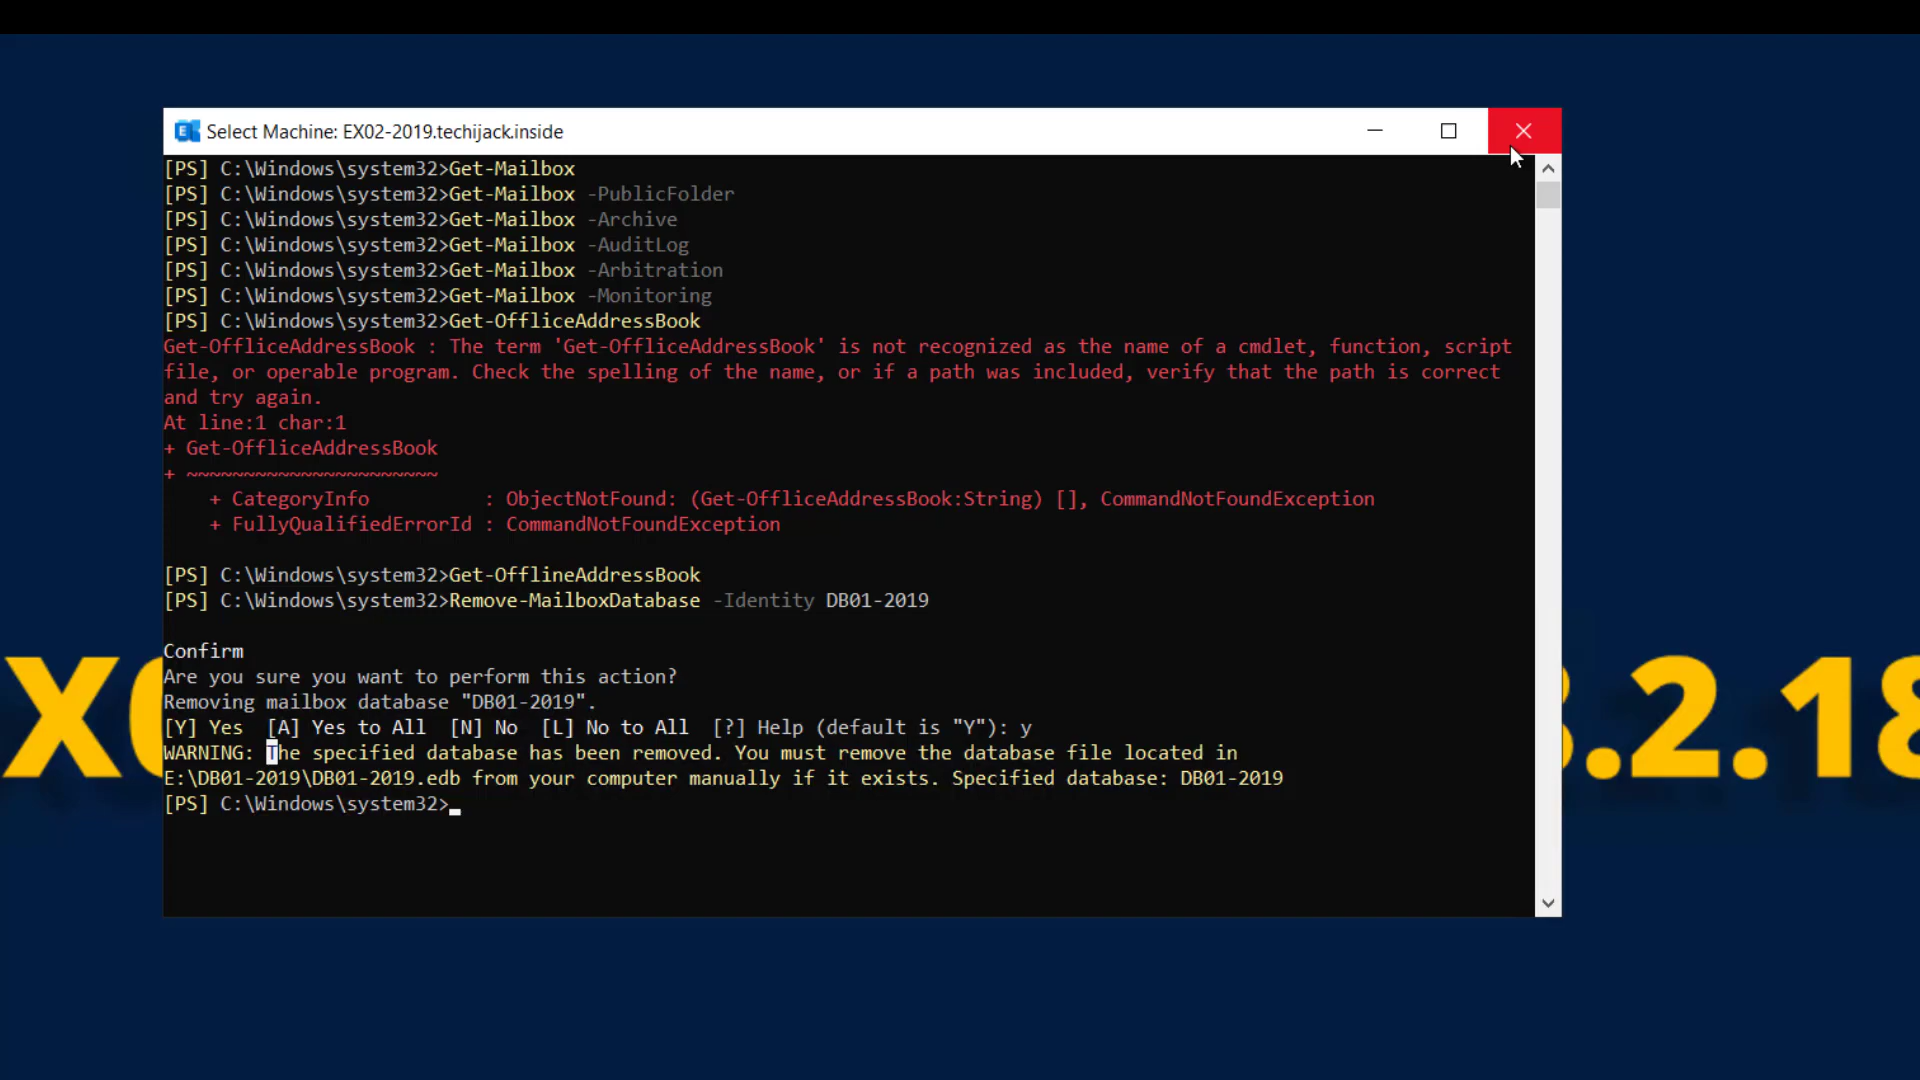 Select Machine: EX02-2019.techijack.inside
[PS] C:\Windows\system32>Get-Mailbox
[PS] C:\Windows\system32>Get-Mailbox -PublicFolder
[PS] C:\Windows\system32>Get-Mailbox -Archive
[PS] C:\Windows\system32>Get-Mailbox -AuditLog
[PS] C:\Windows\system32>Get-Mailbox -Arbitration
[PS] C:\Windows\system32>Get-Mailbox -Monitoring
[PS] C:\Windows\system32>Get-OffliceAddressBook
Get-OffliceAddressBook : The term 'Get-OffliceAddressBook' is not recognized as the name of a cmdlet, function, script
file, or operable program. Check the spelling of the name, or if a path was included, verify that the path is correct
and try again.
At line:1 char:1
+ Get-OffliceAddressBook
+ ~~~~~~~~~~~~~~~~~~~~~~
    + CategoryInfo          : ObjectNotFound: (Get-OffliceAddressBook:String) [], CommandNotFoundException
    + FullyQualifiedErrorId : CommandNotFoundException
[PS] C:\Windows\system32>Get-OfflineAddressBook
[PS] C:\Windows\system32>Remove-MailboxDatabase -Identity DB01-2019
Confirm
Are you sure you want to perform this action?
Removing mailbox database "DB01-2019".
[Y] Yes  [A] Yes to All  [N] No  [L] No to All  [?] Help (default is "Y"): y
WARNING: The specified database has been removed. You must remove the database file located in
E:\DB01-2019\DB01-2019.edb from your computer manually if it exists. Specified database: DB01-2019
[PS] C:\Windows\system32>